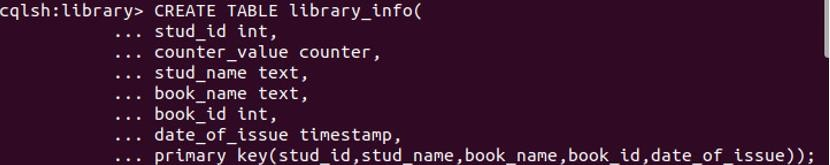 cqlsh:library> CREATE TABLE library_info(
... stud_id int,
... counter_value counter,
... stud_name text,
... book_name text,
... book_id int,
... date_of_issue timestamp,
... primary key(stud_id,stud_name,book_name,book_id,date_of_issue));